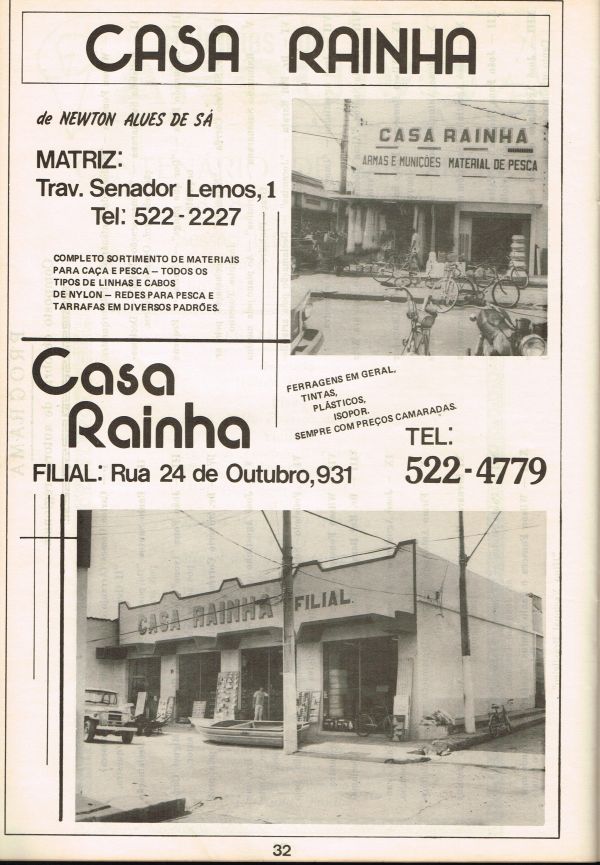 CASA RAINHA
de NEWTON ALVES DE SÁ
MATRIZ:
Trav. Senador Lemos, 1
Tel: 522-2227
COMPLETO SORTIMENTO DE MATERIAIS
PARA CAÇA E PESCA — TODOS OS
TIPOS DE LINHAS E CABOS
DE NYLON — REDES PARA PESCA E
TARRAFAS EM DIVERSOS PADRÕES.
CASA RAINHA
ARMAS E MUNIÇÕES MATERIAL DE PESCA
Casa
Rainha
FERRAGENS EM GERAL,
TINTAS,
PLÁSTICOS,
ISOPOR.
SEMPRE COM PREÇOS CAMARADAS.
TEL:
522-4779
FILIAL: Rua 24 de Outubro, 931
CASA RAINHA FILIAL.
32